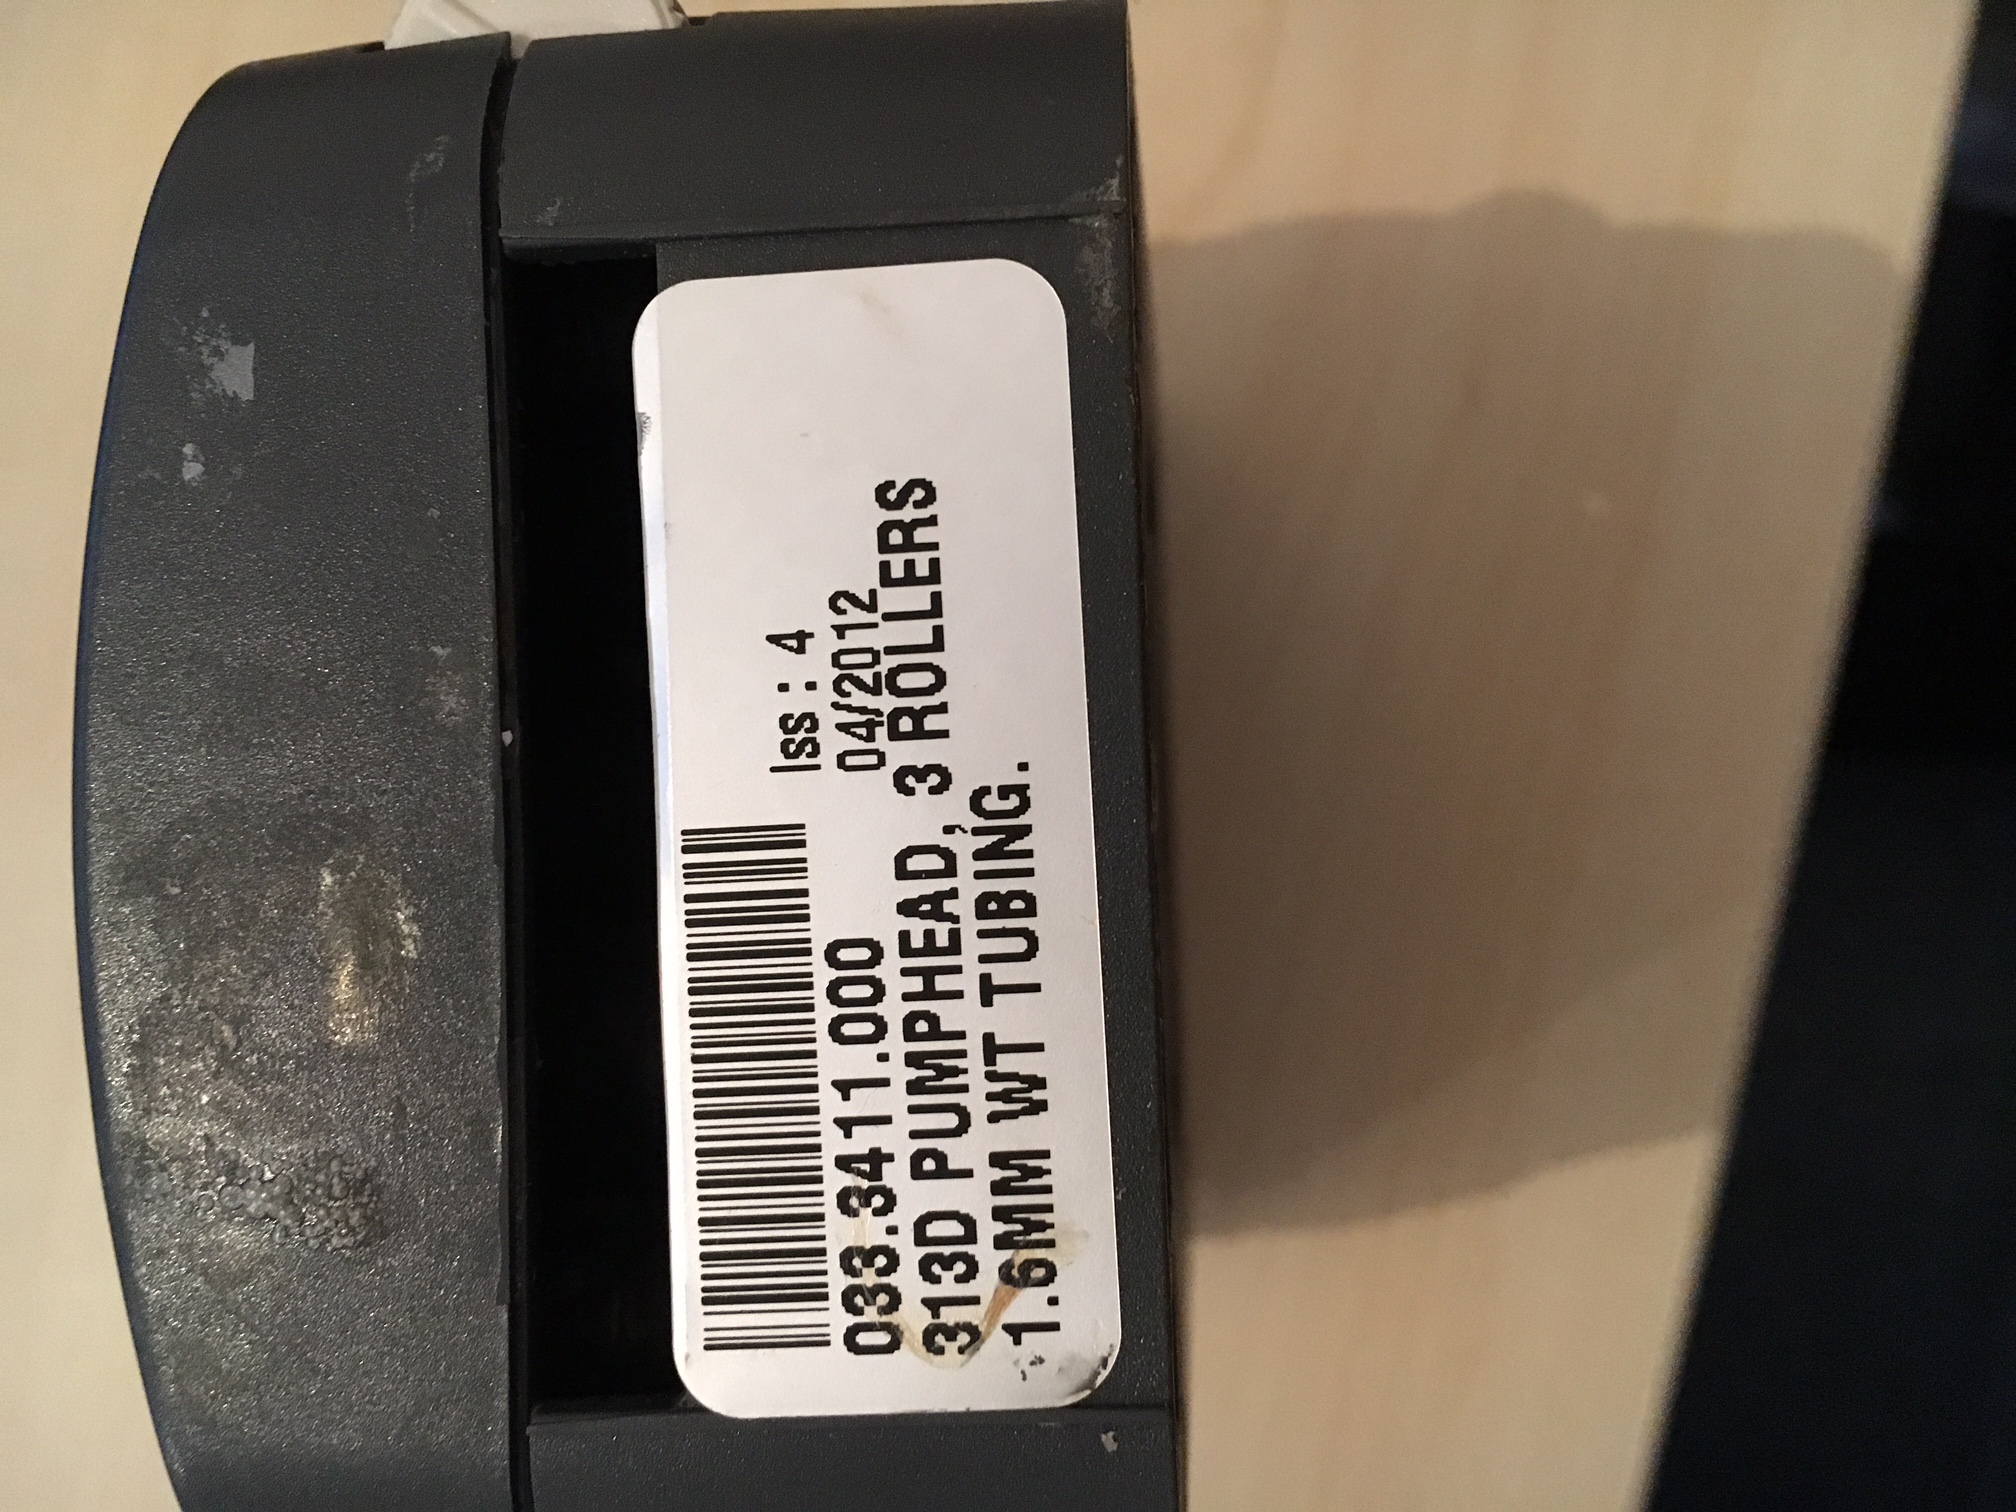 Iss : 4
033.3411.000 04/2012
313D PUMPHEAD, 3 ROLLERS
1.6MM WT TUBING.